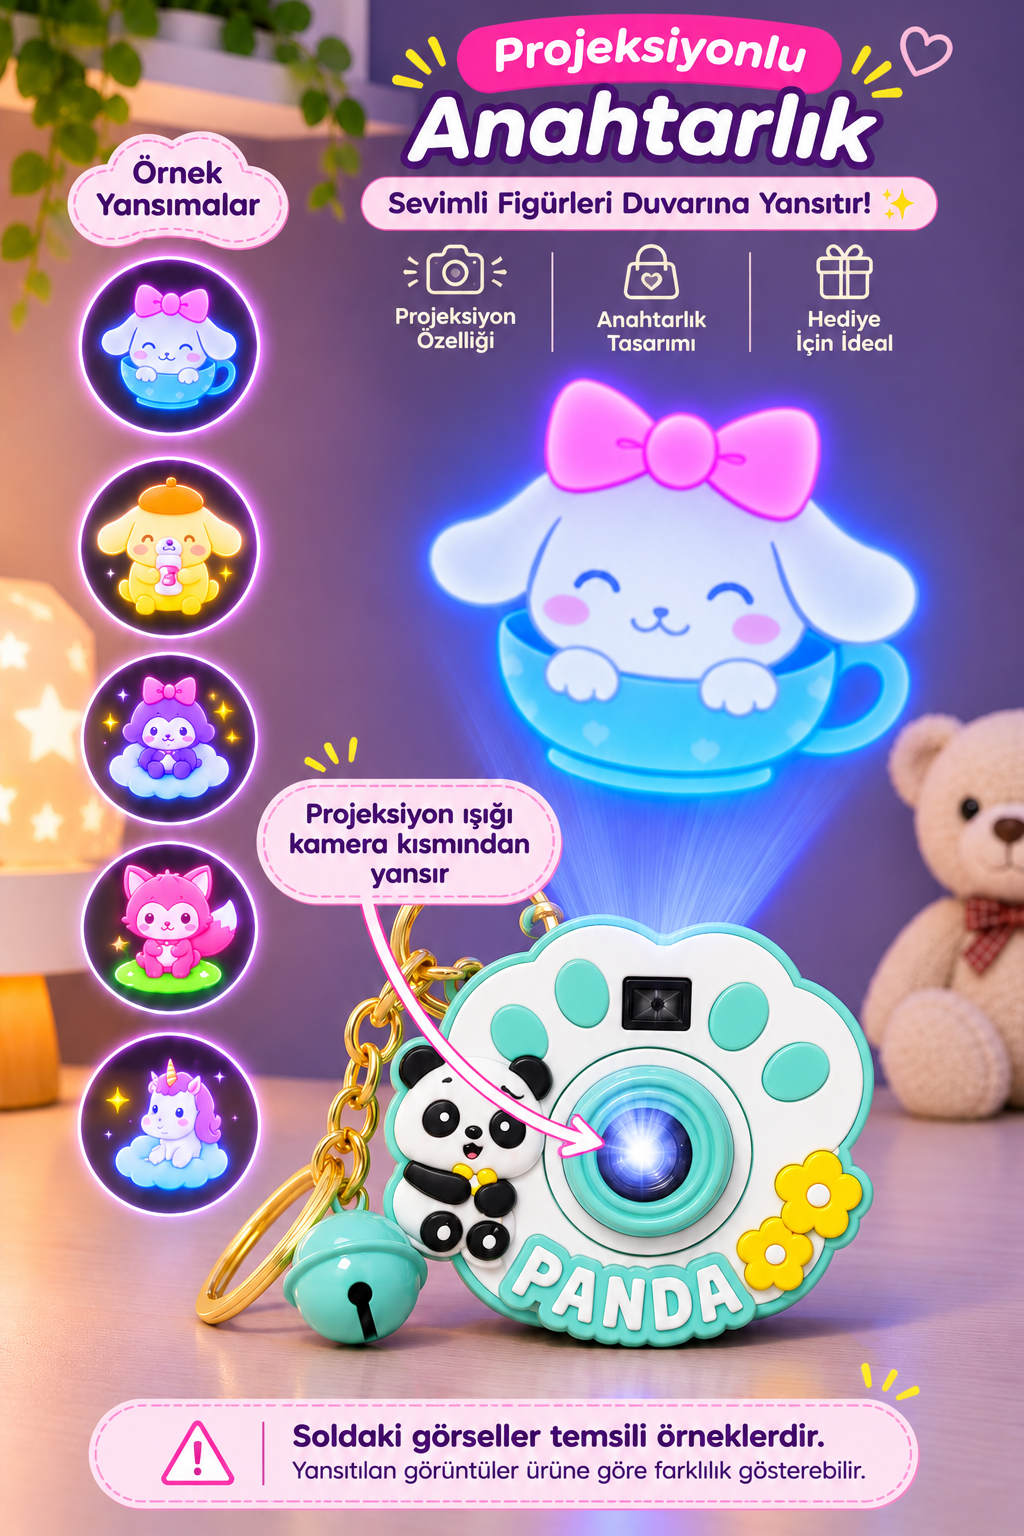 Projeksiyonlu
Anahtarlık
Sevimli Figürleri Duvarına Yansıtır!
Projeksiyon
Özelliği
Anahtarlık
Tasarımı
Hediye
İçin İdeal
Örnek
Yansımalar
Projeksiyon ışığı
kamera kısmından
yansır
PANDA
Soldaki görseller temsili örneklerdir.
Yansıtılan görüntüler ürüne göre farklılık gösterebilir.